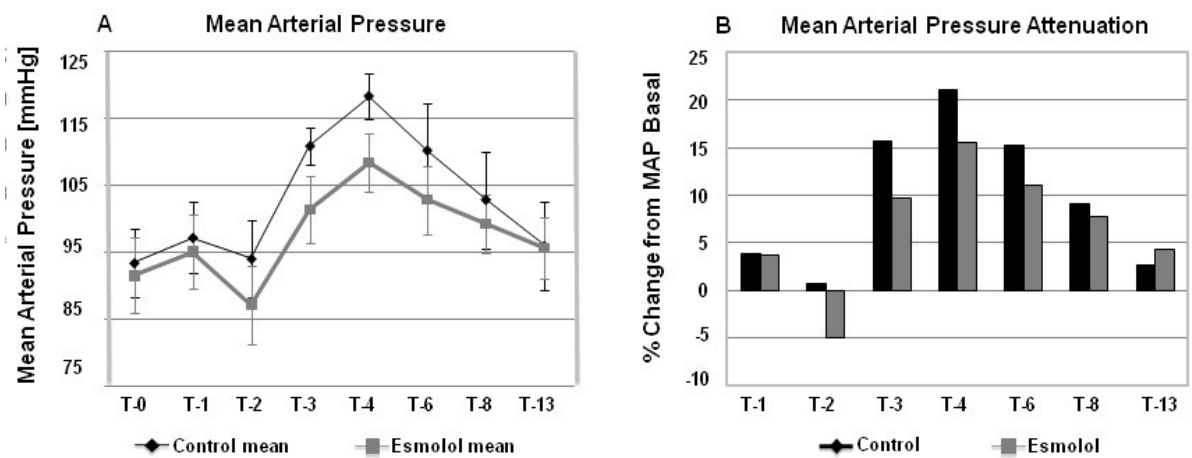 A Mean Arterial Pressure
Mean Arterial Pressure [mmHg]
125
115
105
95
85
75
T-0 T-1 T-2 T-3 T-4 T-6 T-8 T-13
Control mean Esmolol mean
B Mean Arterial Pressure Attenuation
% Change from MAP Basal
25
20
15
10
5
0
-5
-10
T-1 T-2 T-3 T-4 T-6 T-8 T-13
Control Esmolol